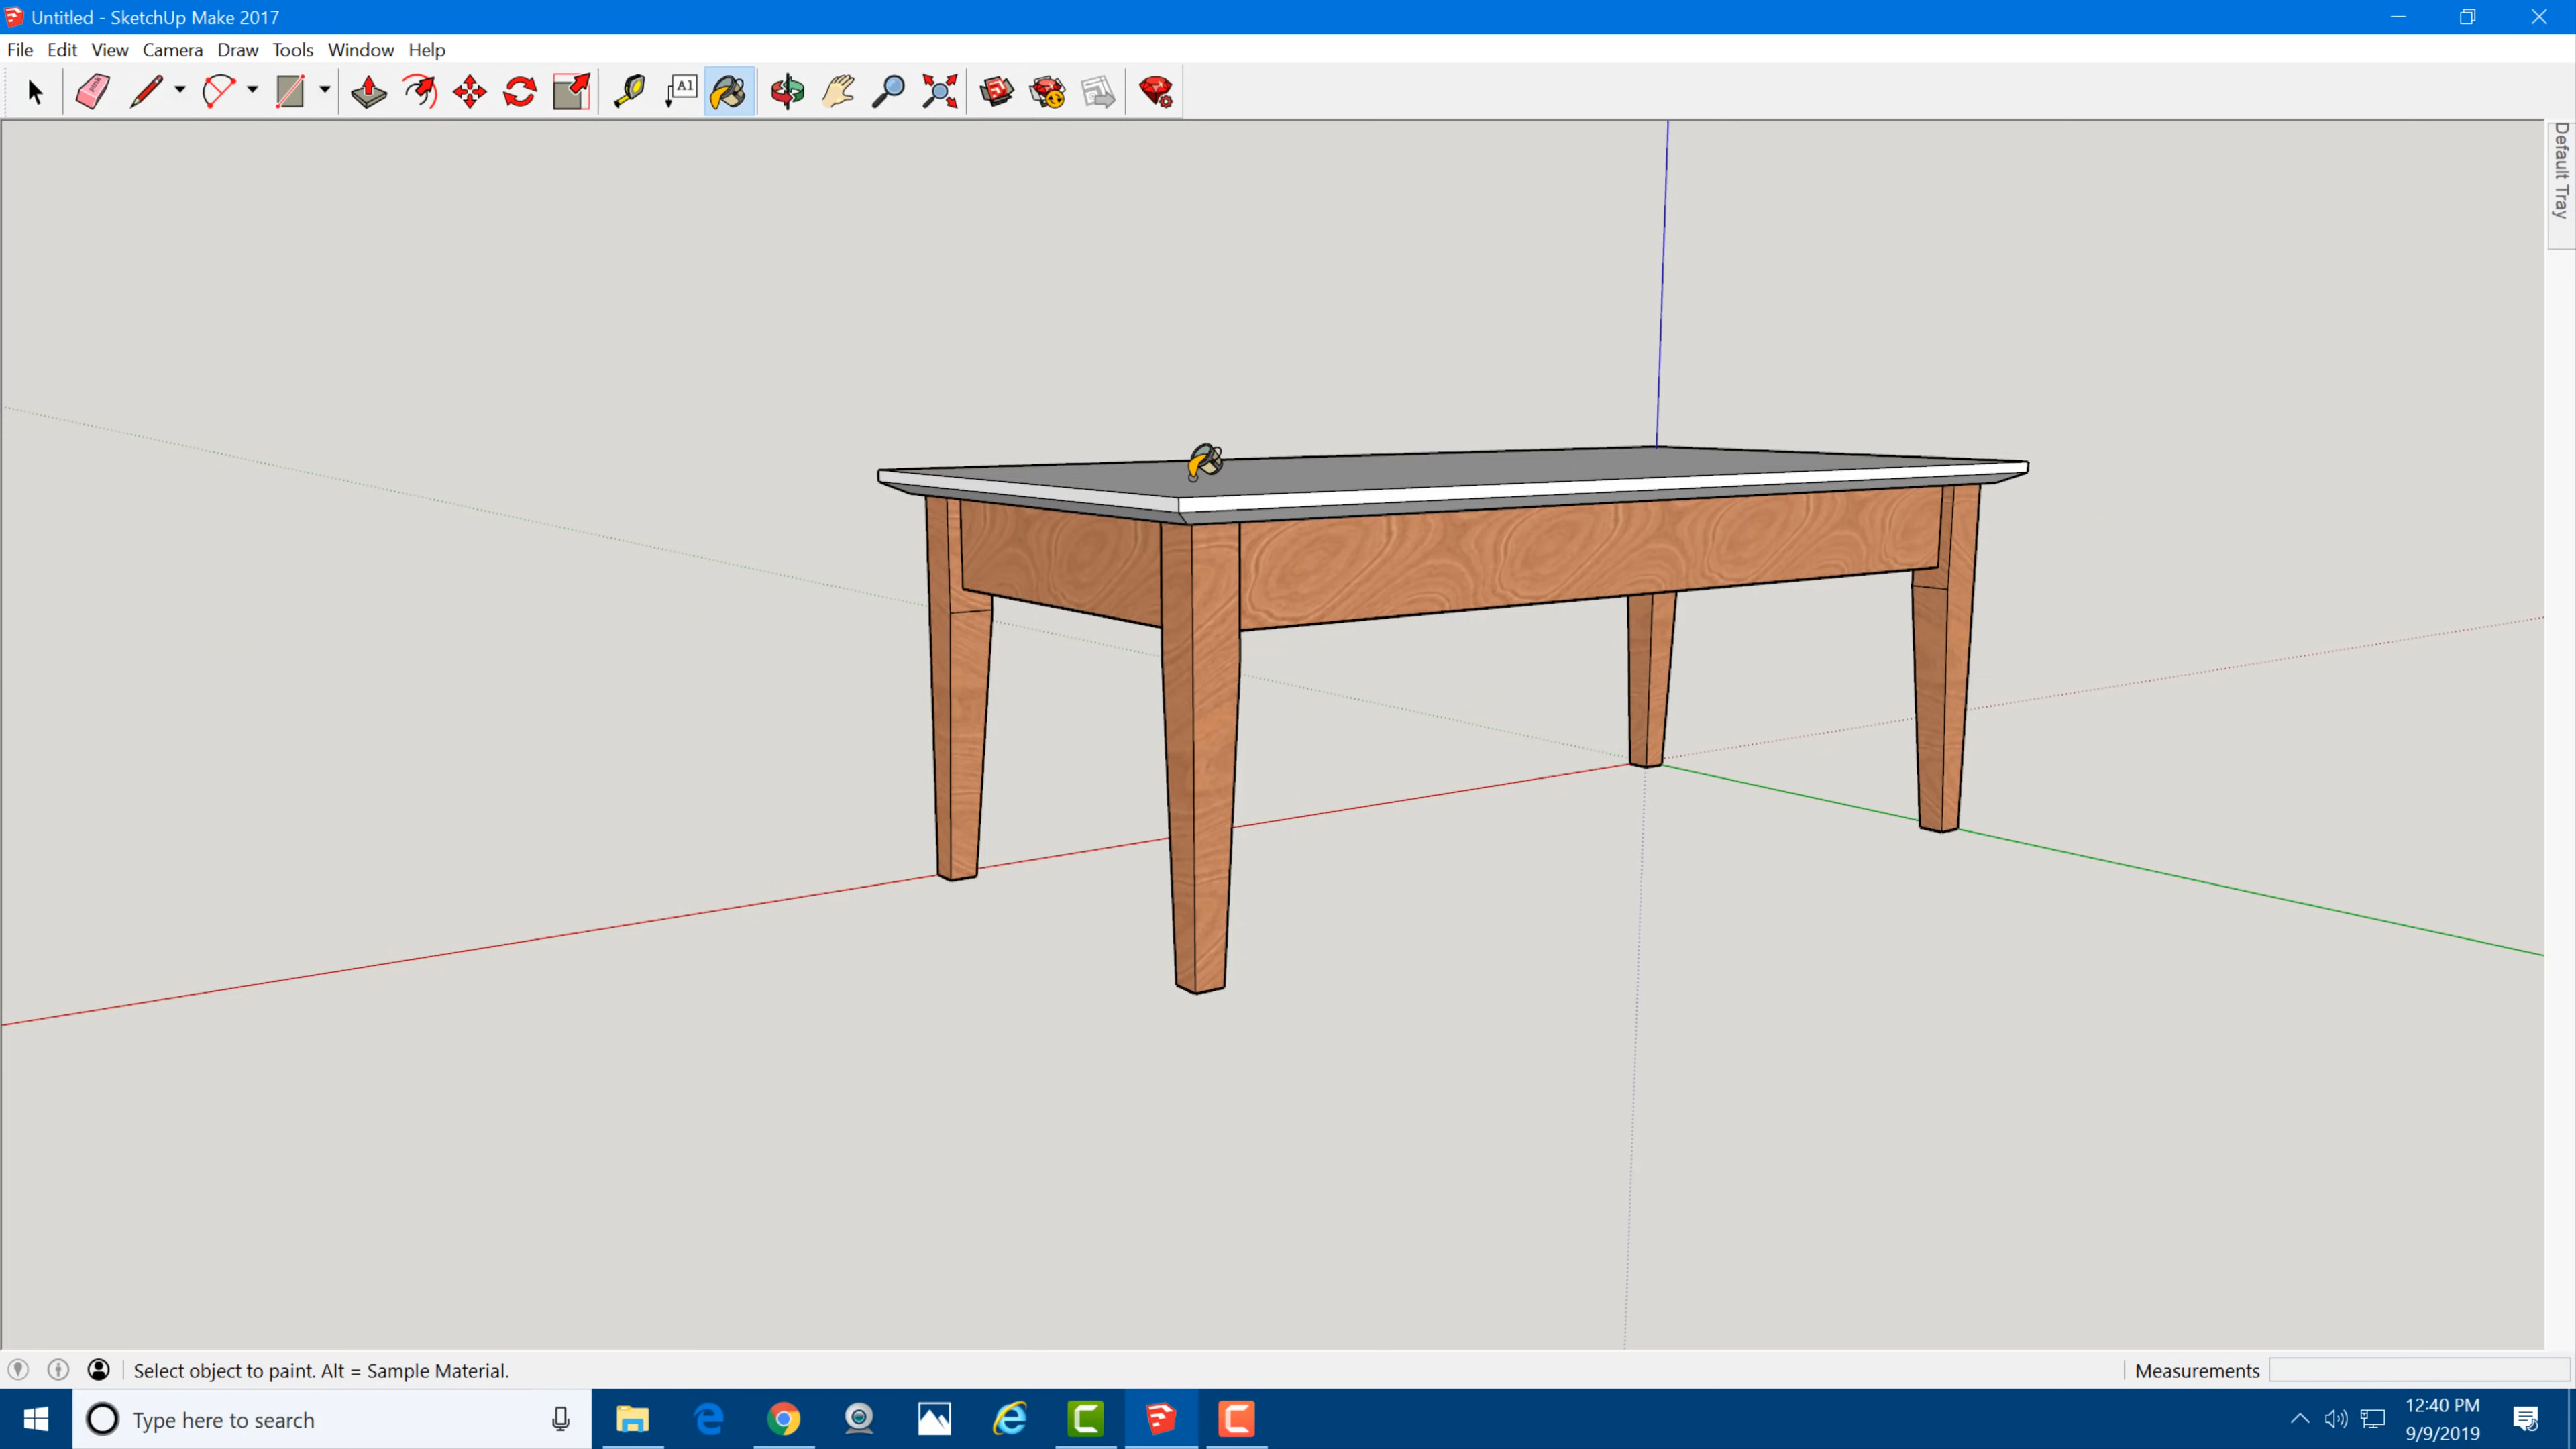 Untitled - SketchUp Make 2017
File Edit View Camera Draw Tools Window Help
A1
Default Tray
Select object to paint. Alt = Sample Material.
Measurements
Type here to search
12:40 PM
9/9/2019